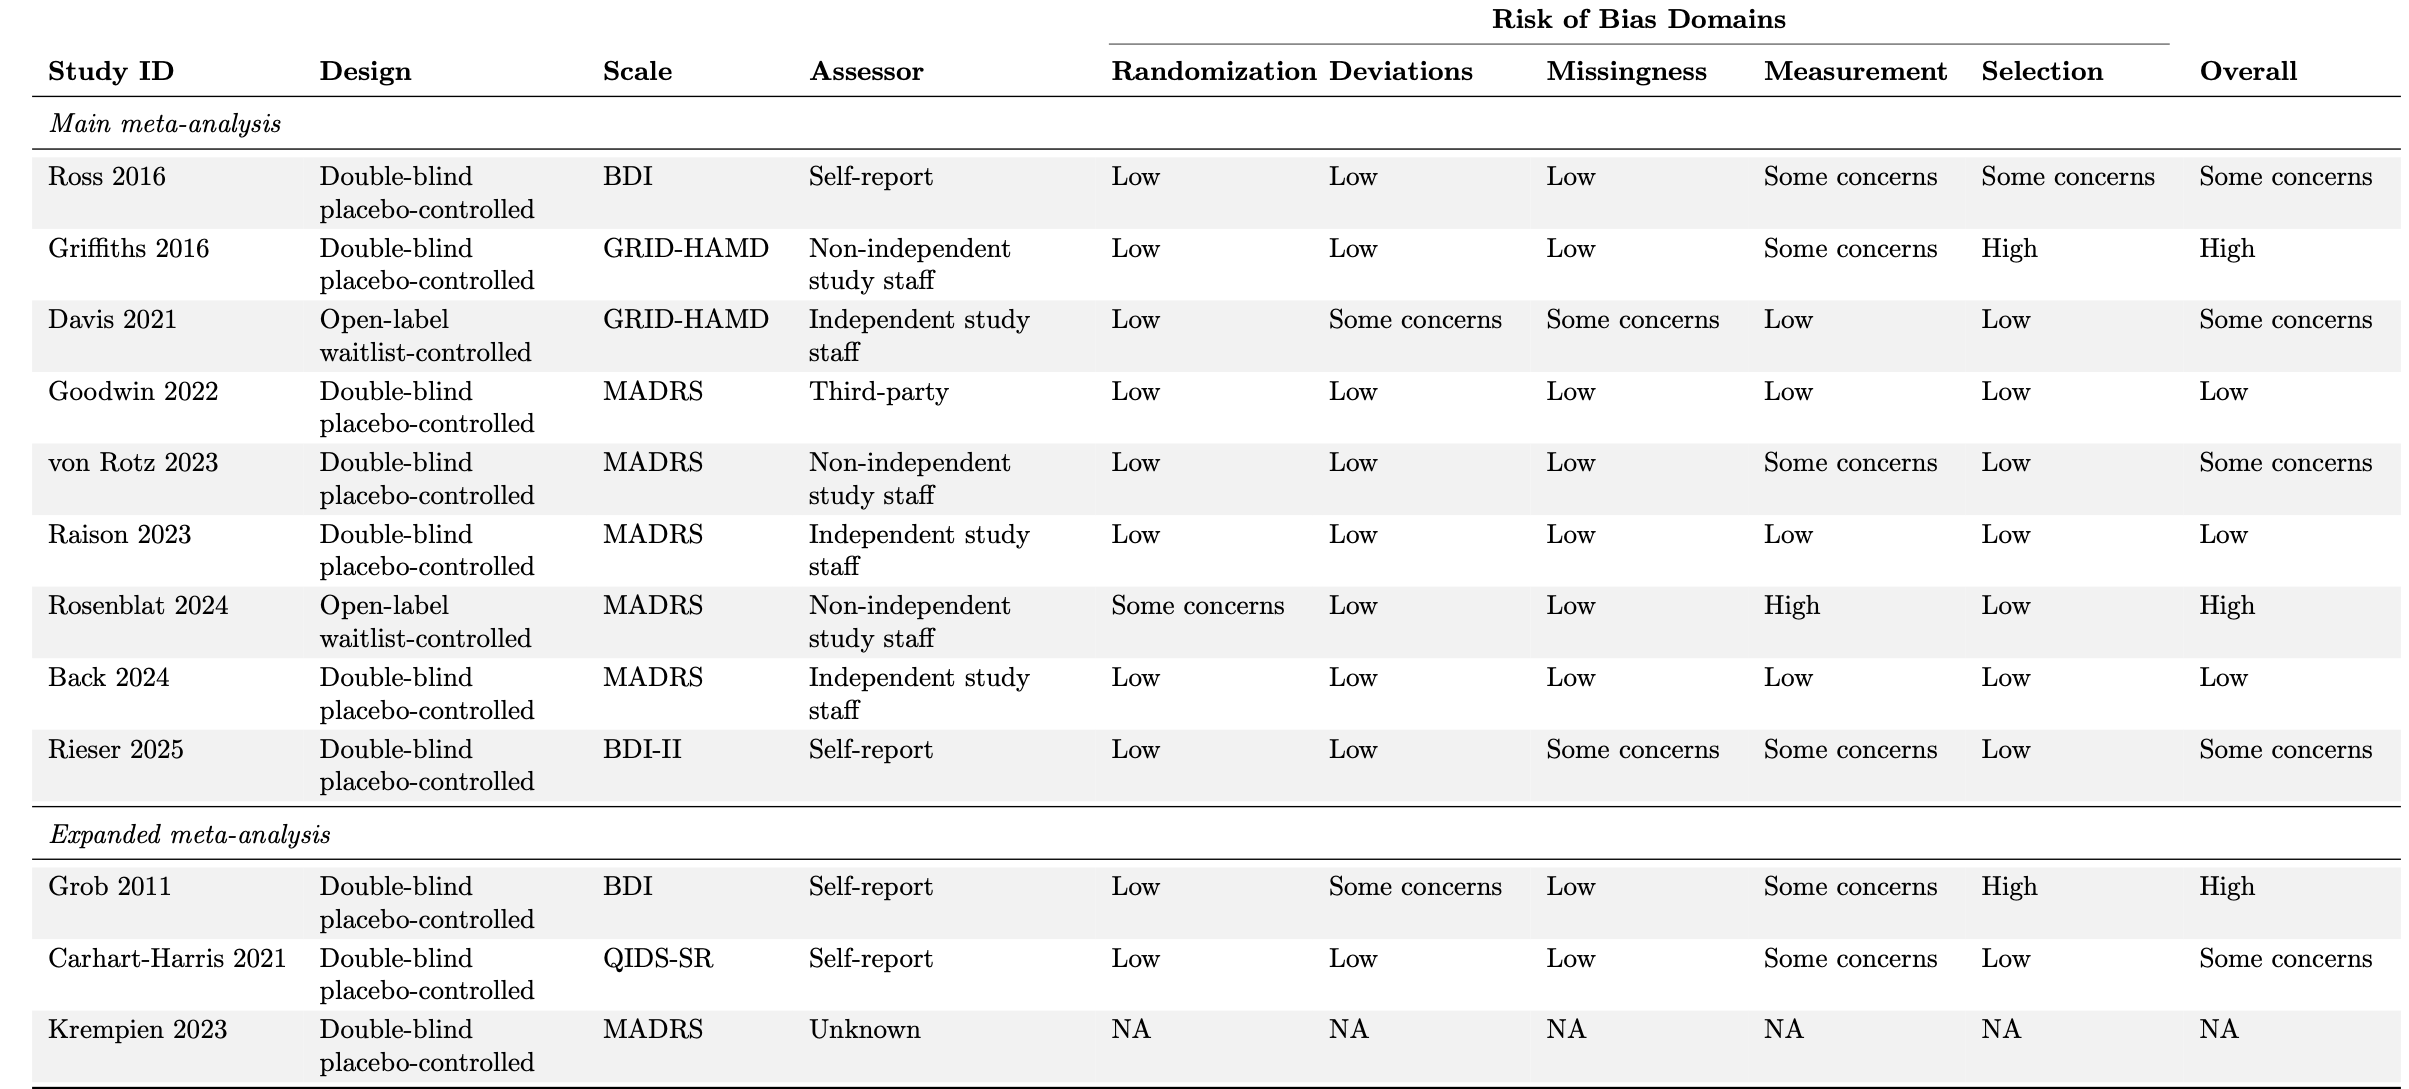 Risk of Bias Domains
Study ID Design Scale Assessor Randomization Deviations Missingness Measurement Selection Overall
Main meta-analysis
Ross 2016 Double-blind BDI Self-report Low Low Low Some concerns Some concerns Some concerns
placebo-controlled
Griffiths 2016 Double-blind GRID-HAMD Non-independent Low Low Low Some concerns High High
placebo-controlled study staff
Davis 2021 Open-label GRID-HAMD Independent study Low Some concerns Some concerns Low Low Some concerns
waitlist-controlled staff
Goodwin 2022 Double-blind MADRS Third-party Low Low Low Low Low Low
placebo-controlled
von Rotz 2023 Double-blind MADRS Non-independent Low Low Low Some concerns Low Some concerns
placebo-controlled study staff
Raison 2023 Double-blind MADRS Independent study Low Low Low Low Low Low
placebo-controlled staff
Rosenblat 2024 Open-label MADRS Non-independent Some concerns Low Low High Low High
waitlist-controlled study staff
Back 2024 Double-blind MADRS Independent study Low Low Low Low Low Low
placebo-controlled staff
Rieser 2025 Double-blind BDI-II Self-report Low Low Some concerns Some concerns Low Some concerns
placebo-controlled
Expanded meta-analysis
Grob 2011 Double-blind BDI Self-report Low Some concerns Low Some concerns High High
placebo-controlled
Carhart-Harris 2021 Double-blind QIDS-SR Self-report Low Low Low Some concerns Low Some concerns
placebo-controlled
Krempien 2023 Double-blind MADRS Unknown NA NA NA NA NA NA
placebo-controlled